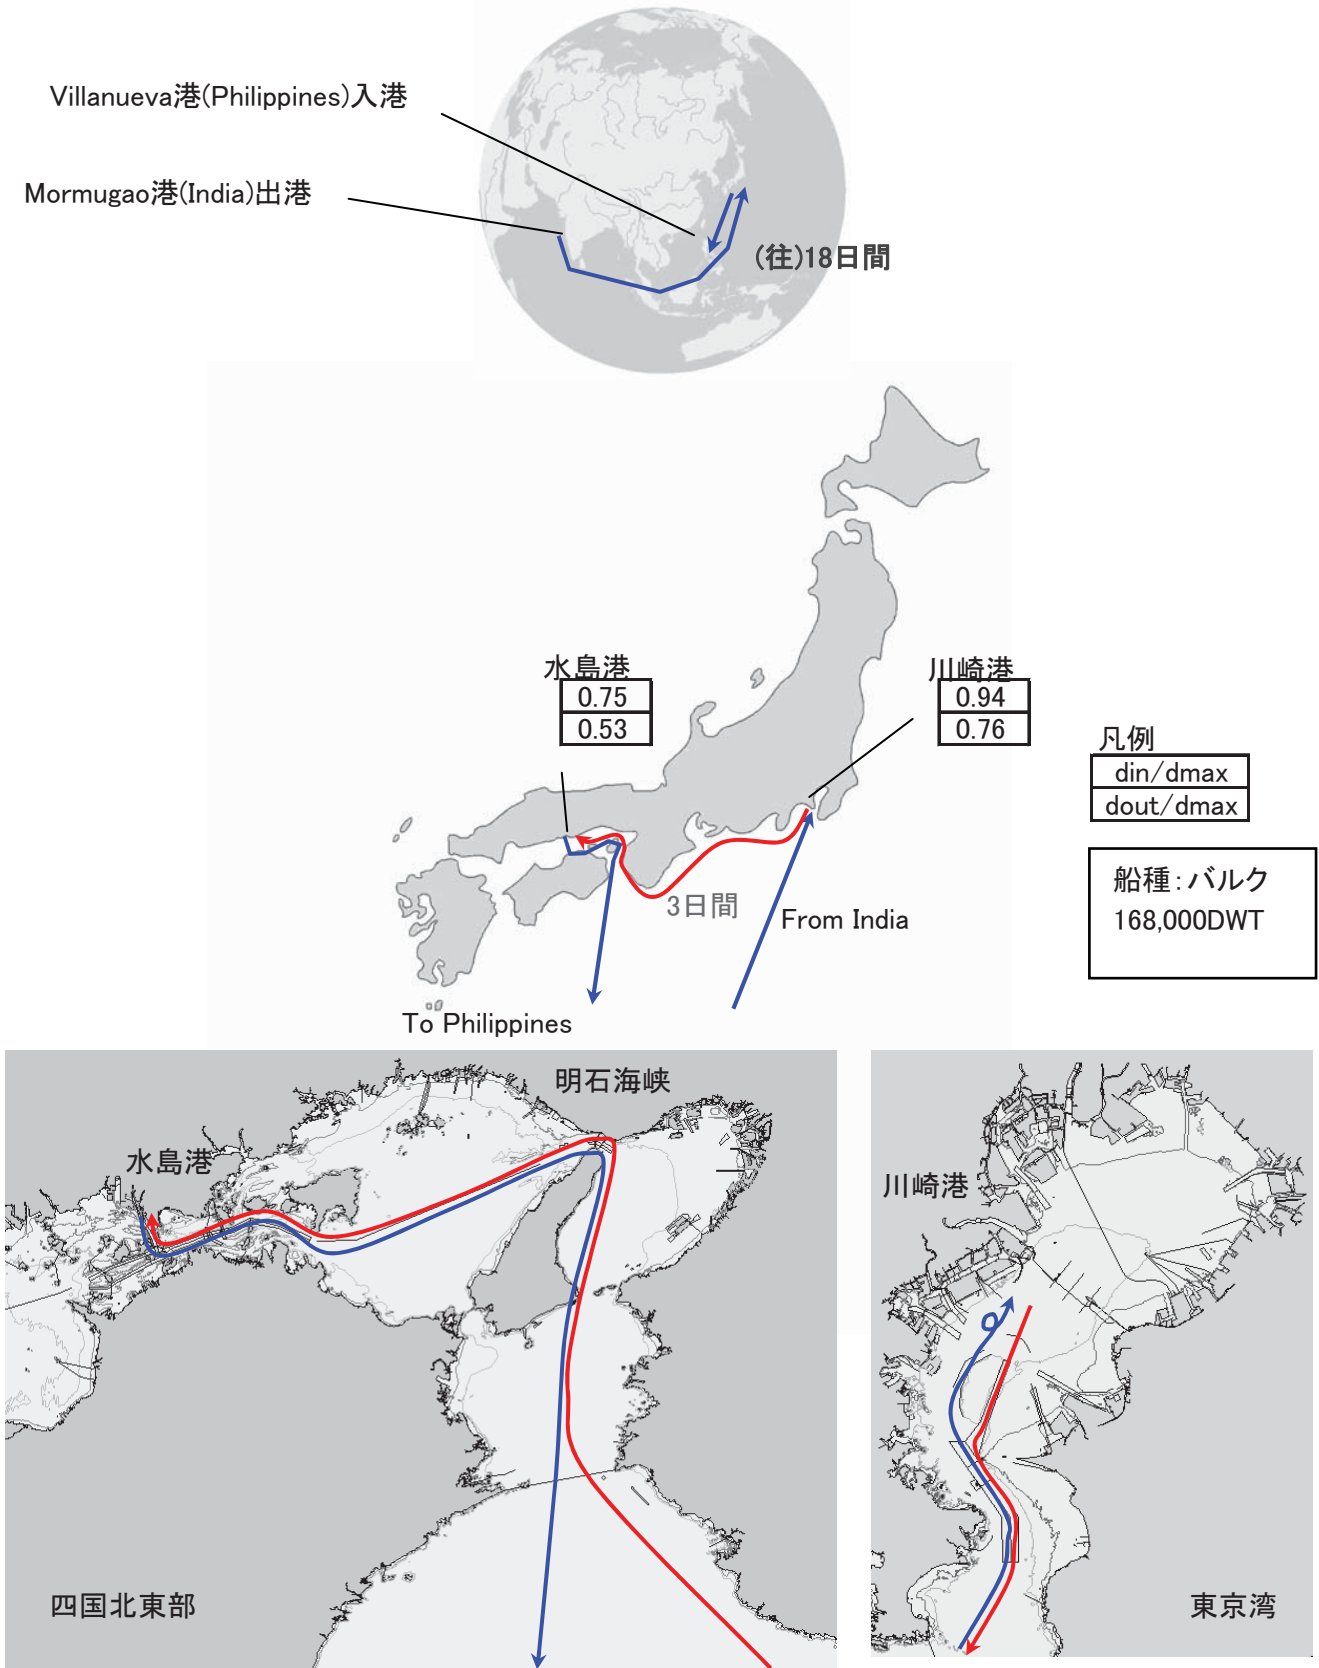 Villanueva港(Philippines)入港
Mormugao港(India)出港
(往)18日間
水島港
0.75
0.53
川崎港
0.94
0.76
凡例
din/dmax
dout/dmax
船種：バルク
168,000DWT
3日間
From India
To Philippines
明石海峡
水島港
四国北東部
川崎港
東京湾